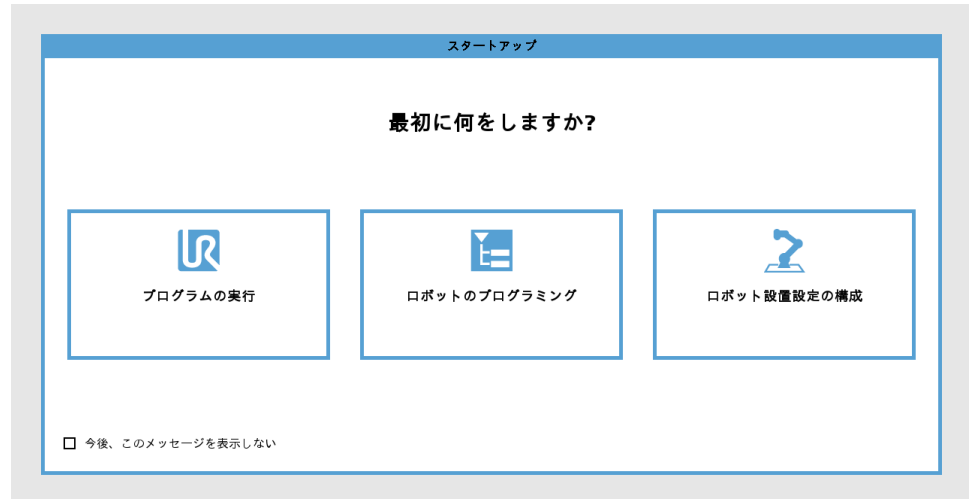 スタートアップ
最初に何をしますか?
プログラムの実行
ロボットのプログラミング
ロボット設置設定の構成
今後、このメッセージを表示しない